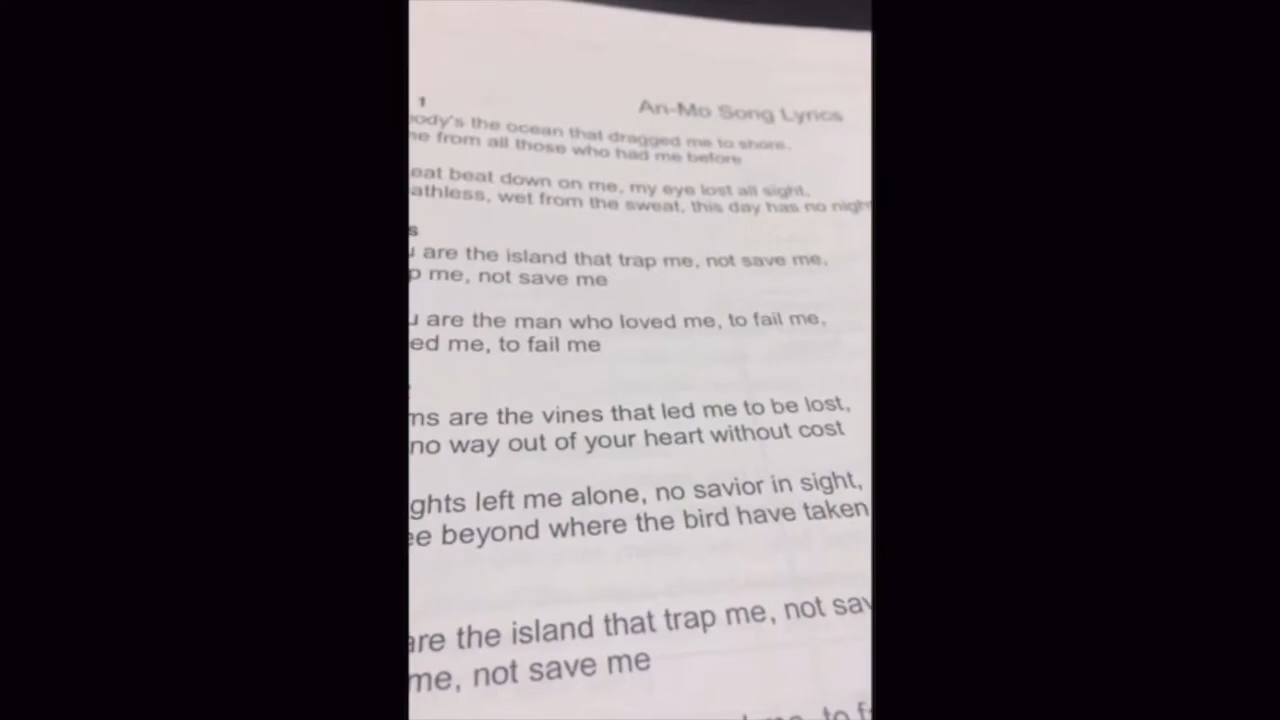 1
An-Mo Song Lyrics
ody's the ocean that dragged me to shore,
e from all those who had me before
eat beat down on me, my eye lost all sight,
athless, wet from the sweat, this day has no night
s
are the island that trap me, not save me,
p me, not save me
are the man who loved me, to fail me,
ed me, to fail me
ms are the vines that led me to be lost,
no way out of your heart without cost
ghts left me alone, no savior in sight,
ee beyond where the bird have taken
are the island that trap me, not sav
me, not save me
to f